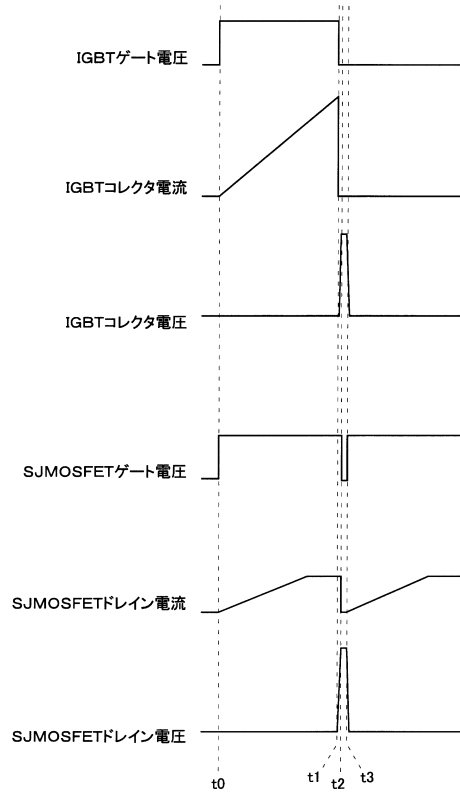 IGBTゲート電圧
IGBTコレクタ電流
IGBTコレクタ電圧
SJMOSFETゲート電圧
SJMOSFETドレイン電流
SJMOSFETドレイン電圧
t0
t1
t2
t3